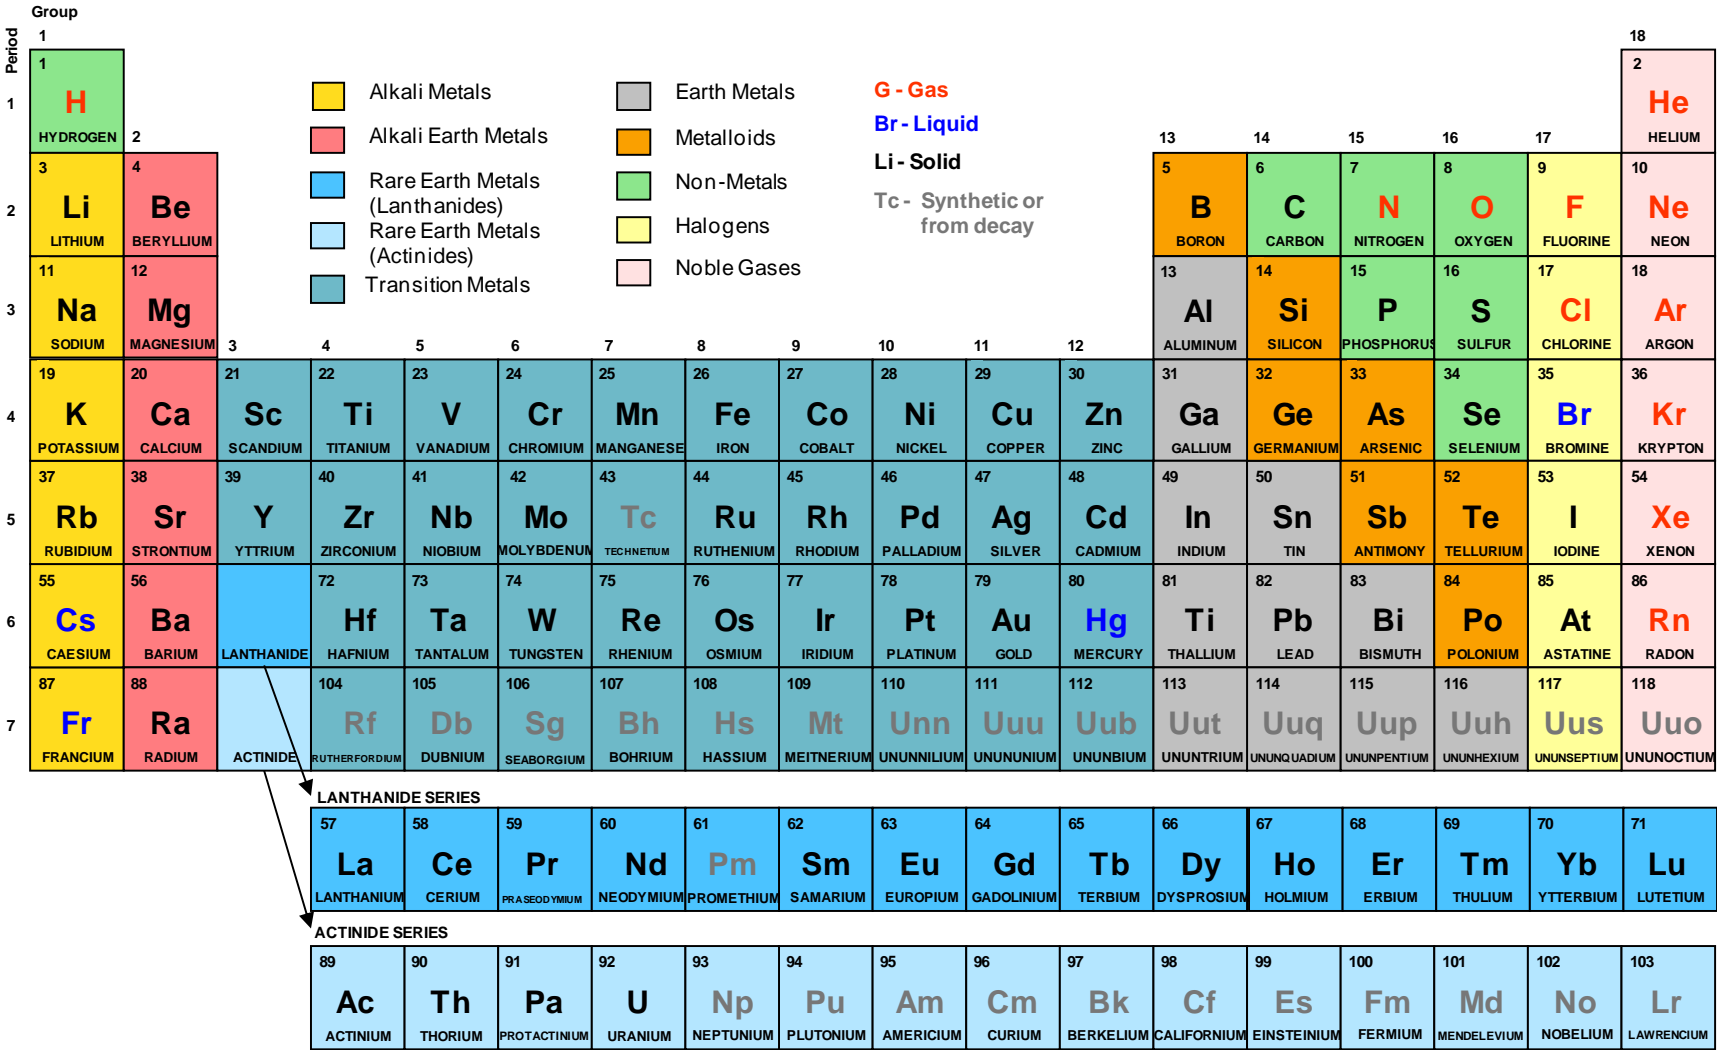 Group
Period
1
18
1
H
HYDROGEN
2
He
HELIUM
1
Alkali Metals
Alkali Earth Metals
Rare Earth Metals
(Lanthanides)
Rare Earth Metals
(Actinides)
Transition Metals
Earth Metals
Metalloids
Non-Metals
Halogens
Noble Gases
G - Gas
Br - Liquid
Li - Solid
Tc - Synthetic or
from decay
2
13
14
15
16
17
2
3
Li
LITHIUM
4
Be
BERYLLIUM
5
B
BORON
6
C
CARBON
7
N
NITROGEN
8
O
OXYGEN
9
F
FLUORINE
10
Ne
NEON
3
11
Na
SODIUM
12
Mg
MAGNESIUM
13
Al
ALUMINUM
14
Si
SILICON
15
P
PHOSPHORUS
16
S
SULFUR
17
Cl
CHLORINE
18
Ar
ARGON
3
4
5
6
7
8
9
10
11
12
4
19
K
POTASSIUM
20
Ca
CALCIUM
21
Sc
SCANDIUM
22
Ti
TITANIUM
23
V
VANADIUM
24
Cr
CHROMIUM
25
Mn
MANGANESE
26
Fe
IRON
27
Co
COBALT
28
Ni
NICKEL
29
Cu
COPPER
30
Zn
ZINC
31
Ga
GALLIUM
32
Ge
GERMANIUM
33
As
ARSENIC
34
Se
SELENIUM
35
Br
BROMINE
36
Kr
KRYPTON
5
37
Rb
RUBIDIUM
38
Sr
STRONTIUM
39
Y
YTTRIUM
40
Zr
ZIRCONIUM
41
Nb
NIOBIUM
42
Mo
MOLYBDENUM
43
Tc
TECHNETIUM
44
Ru
RUTHENIUM
45
Rh
RHODIUM
46
Pd
PALLADIUM
47
Ag
SILVER
48
Cd
CADMIUM
49
In
INDIUM
50
Sn
TIN
51
Sb
ANTIMONY
52
Te
TELLURIUM
53
I
IODINE
54
Xe
XENON
6
55
Cs
CAESIUM
56
Ba
BARIUM
LANTHANIDE
72
Hf
HAFNIUM
73
Ta
TANTALUM
74
W
TUNGSTEN
75
Re
RHENIUM
76
Os
OSMIUM
77
Ir
IRIDIUM
78
Pt
PLATINUM
79
Au
GOLD
80
Hg
MERCURY
81
Ti
THALLIUM
82
Pb
LEAD
83
Bi
BISMUTH
84
Po
POLONIUM
85
At
ASTATINE
86
Rn
RADON
7
87
Fr
FRANCIUM
88
Ra
RADIUM
ACTINIDE
104
Rf
RUTHERFORDIUM
105
Db
DUBNIUM
106
Sg
SEABORGIUM
107
Bh
BOHRIUM
108
Hs
HASSIUM
109
Mt
MEITNERIUM
110
Unn
UNUNNILIUM
111
Uuu
UNUNUNIUM
112
Uub
UNUNBIUM
113
Uut
UNUNTRIUM
114
Uuq
UNUNQUADIUM
115
Uup
UNUNPENTIUM
116
Uuh
UNUNHEXIUM
117
Uus
UNUNSEPTIUM
118
Uuo
UNUNOCTIUM
LANTHANIDE SERIES
57
La
LANTHANIUM
58
Ce
CERIUM
59
Pr
PRASEODYMIUM
60
Nd
NEODYMIUM
61
Pm
PROMETHIUM
62
Sm
SAMARIUM
63
Eu
EUROPIUM
64
Gd
GADOLINIUM
65
Tb
TERBIUM
66
Dy
DYSPROSIUM
67
Ho
HOLMIUM
68
Er
ERBIUM
69
Tm
THULIUM
70
Yb
YTTERBIUM
71
Lu
LUTETIUM
ACTINIDE SERIES
89
Ac
ACTINIUM
90
Th
THORIUM
91
Pa
PROTACTINIUM
92
U
URANIUM
93
Np
NEPTUNIUM
94
Pu
PLUTONIUM
95
Am
AMERICIUM
96
Cm
CURIUM
97
Bk
BERKELIUM
98
Cf
CALIFORNIUM
99
Es
EINSTEINIUM
100
Fm
FERMIUM
101
Md
MENDELEVIUM
102
No
NOBELIUM
103
Lr
LAWRENCIUM